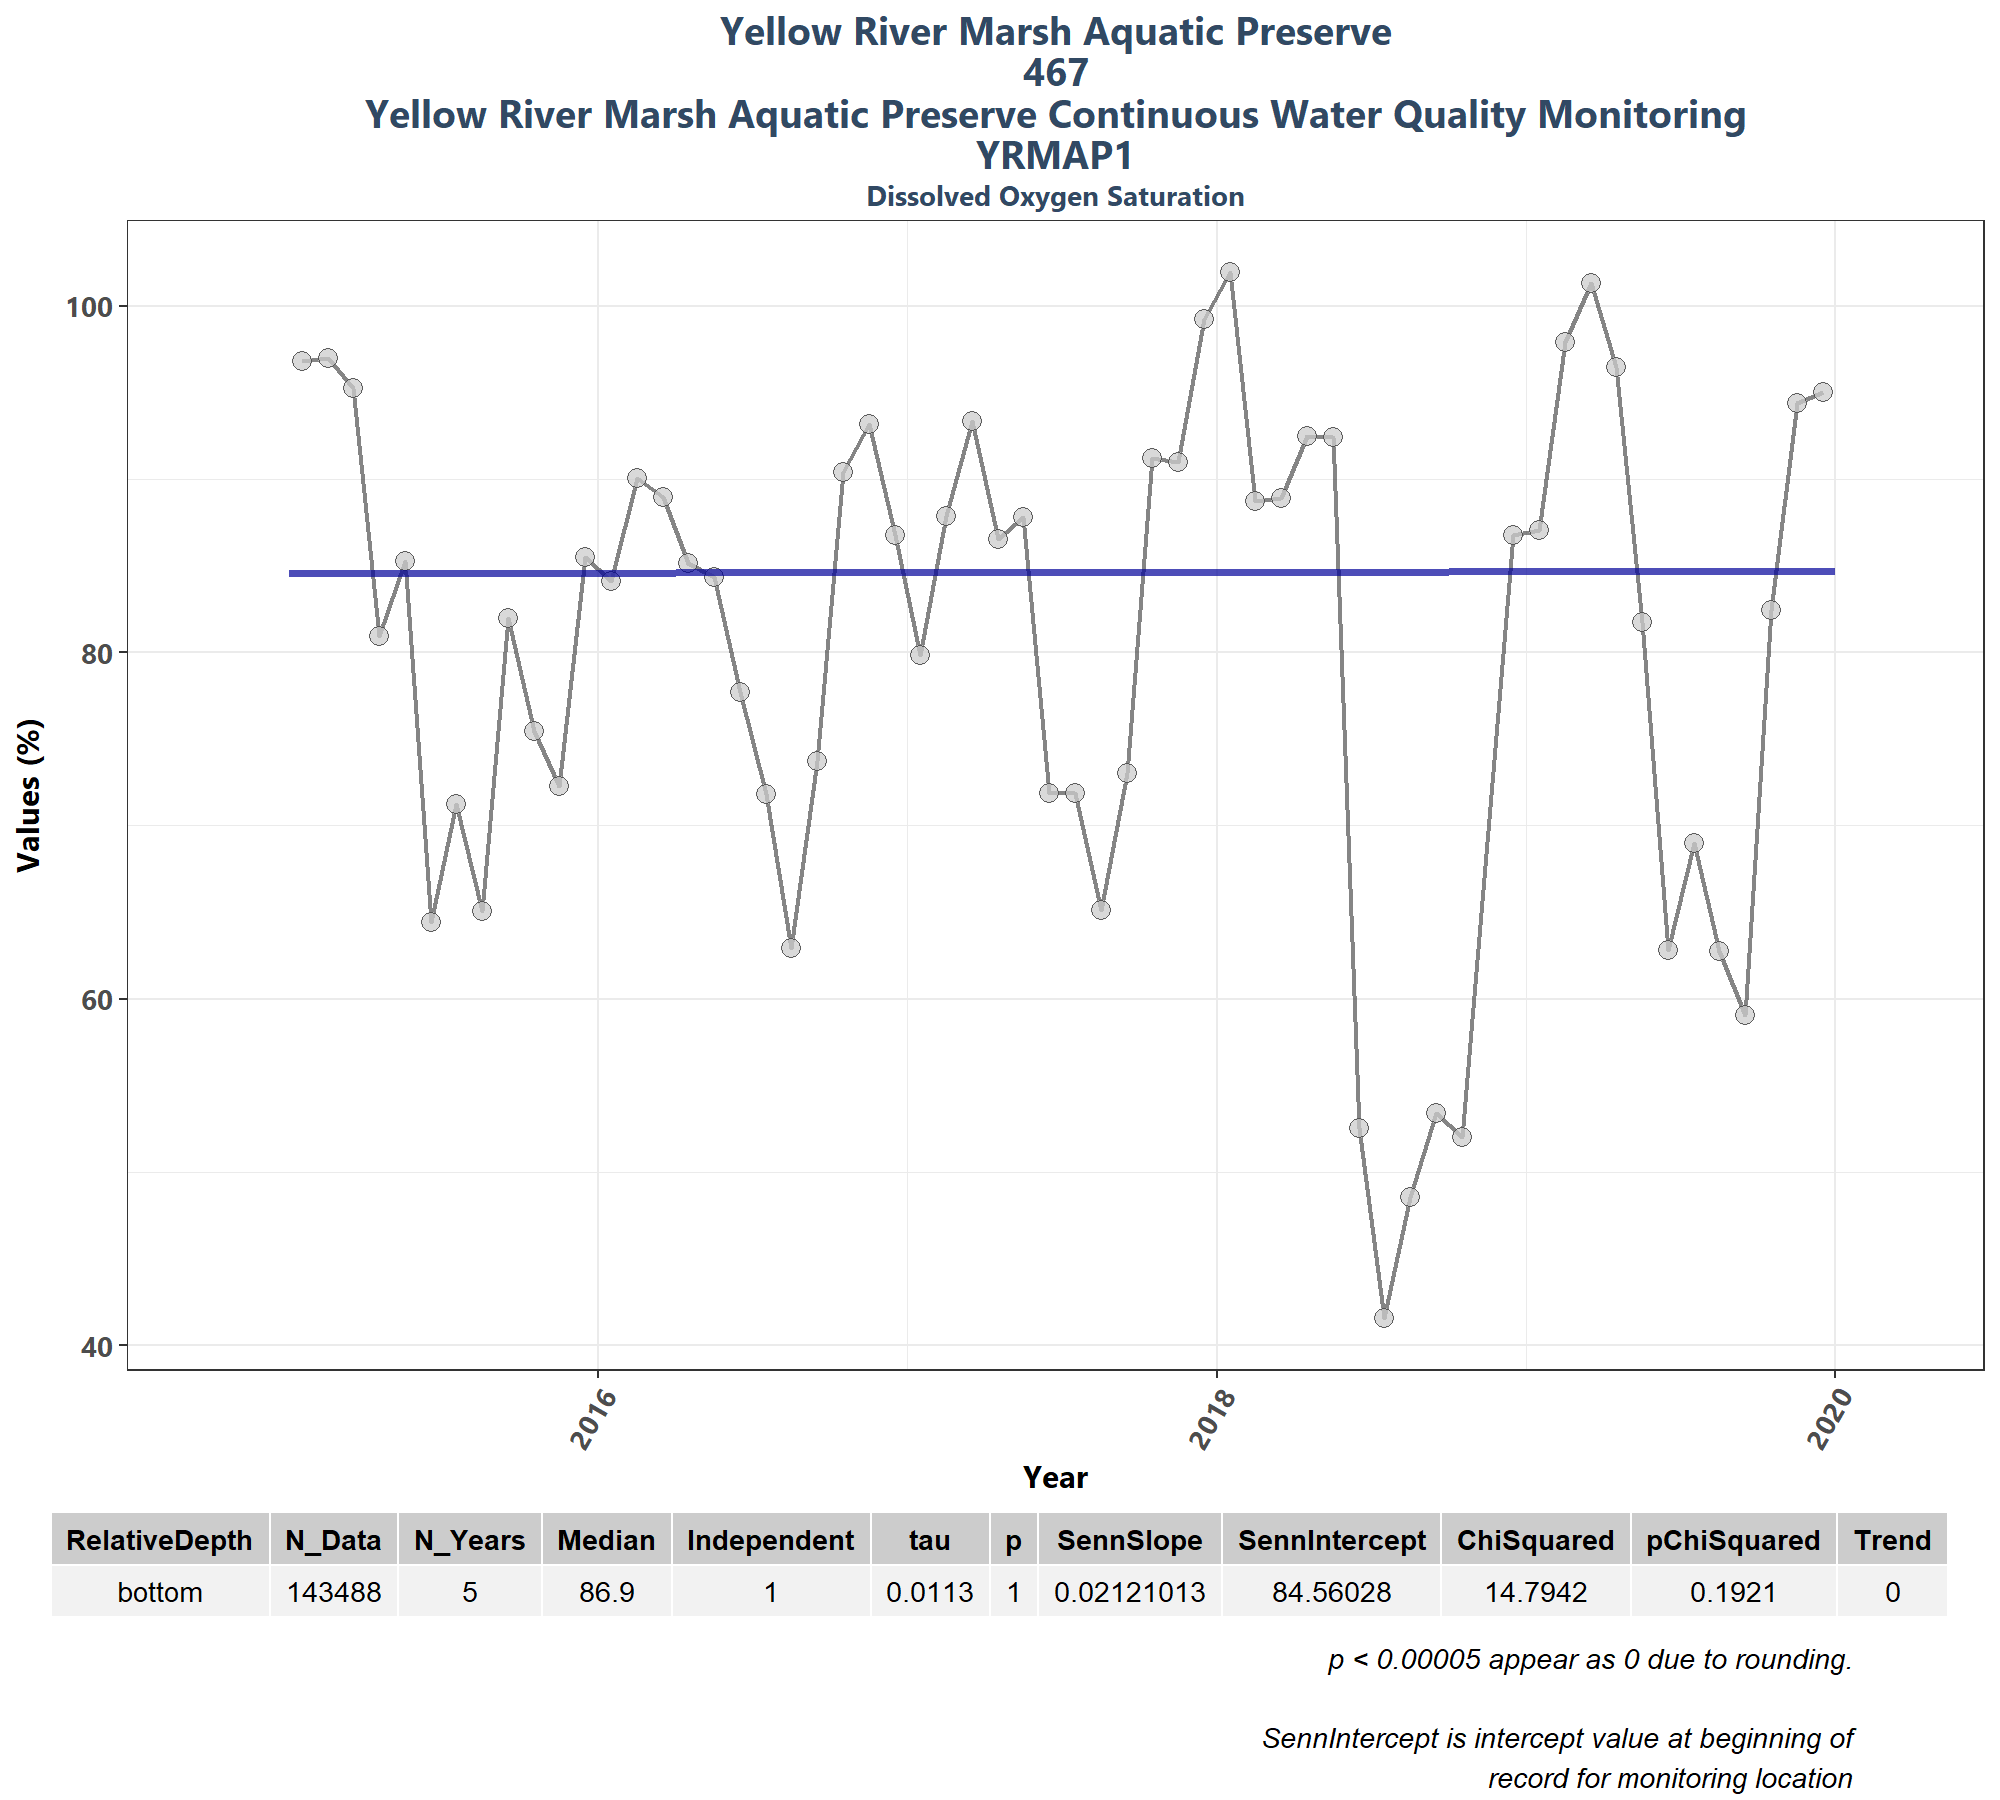 Yellow River Marsh Aquatic Preserve
467
Yellow River Marsh Aquatic Preserve Continuous Water Quality Monitoring
YRMAP1
Dissolved Oxygen Saturation
100
80
60
40
Values (%)
2016 2018 2020
Year
RelativeDepth N_Data N_Years Median Independent tau p SennSlope SennIntercept ChiSquared pChiSquared Trend
bottom 143488 5 86.9 1 0.0113 1 0.02121013 84.56028 14.7942 0.1921 0
p < 0.00005 appear as 0 due to rounding.
SennIntercept is intercept value at beginning of
record for monitoring location